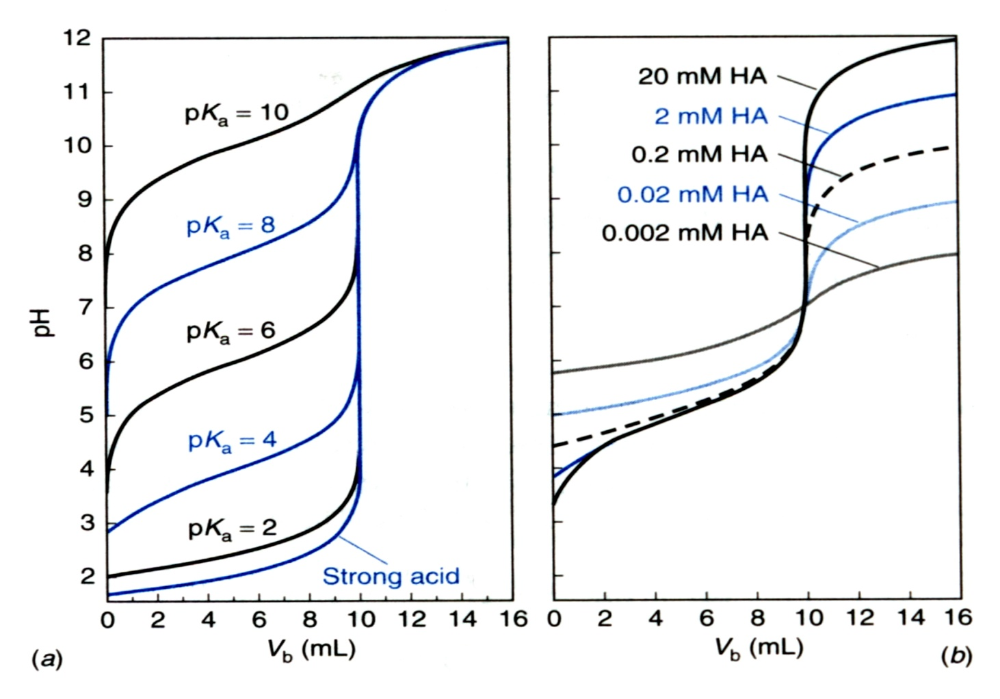 12
11
10
9
8
7
6
5
4
3
2
pH
pKa = 10
pKa = 8
pKa = 6
pKa = 4
pKa = 2
Strong acid
0 2 4 6 8 10 12 14 16
Vb (mL)
(a)
20 mM HA
2 mM HA
0.2 mM HA
0.02 mM HA
0.002 mM HA
0 2 4 6 8 10 12 14 16
Vb (mL)
(b)